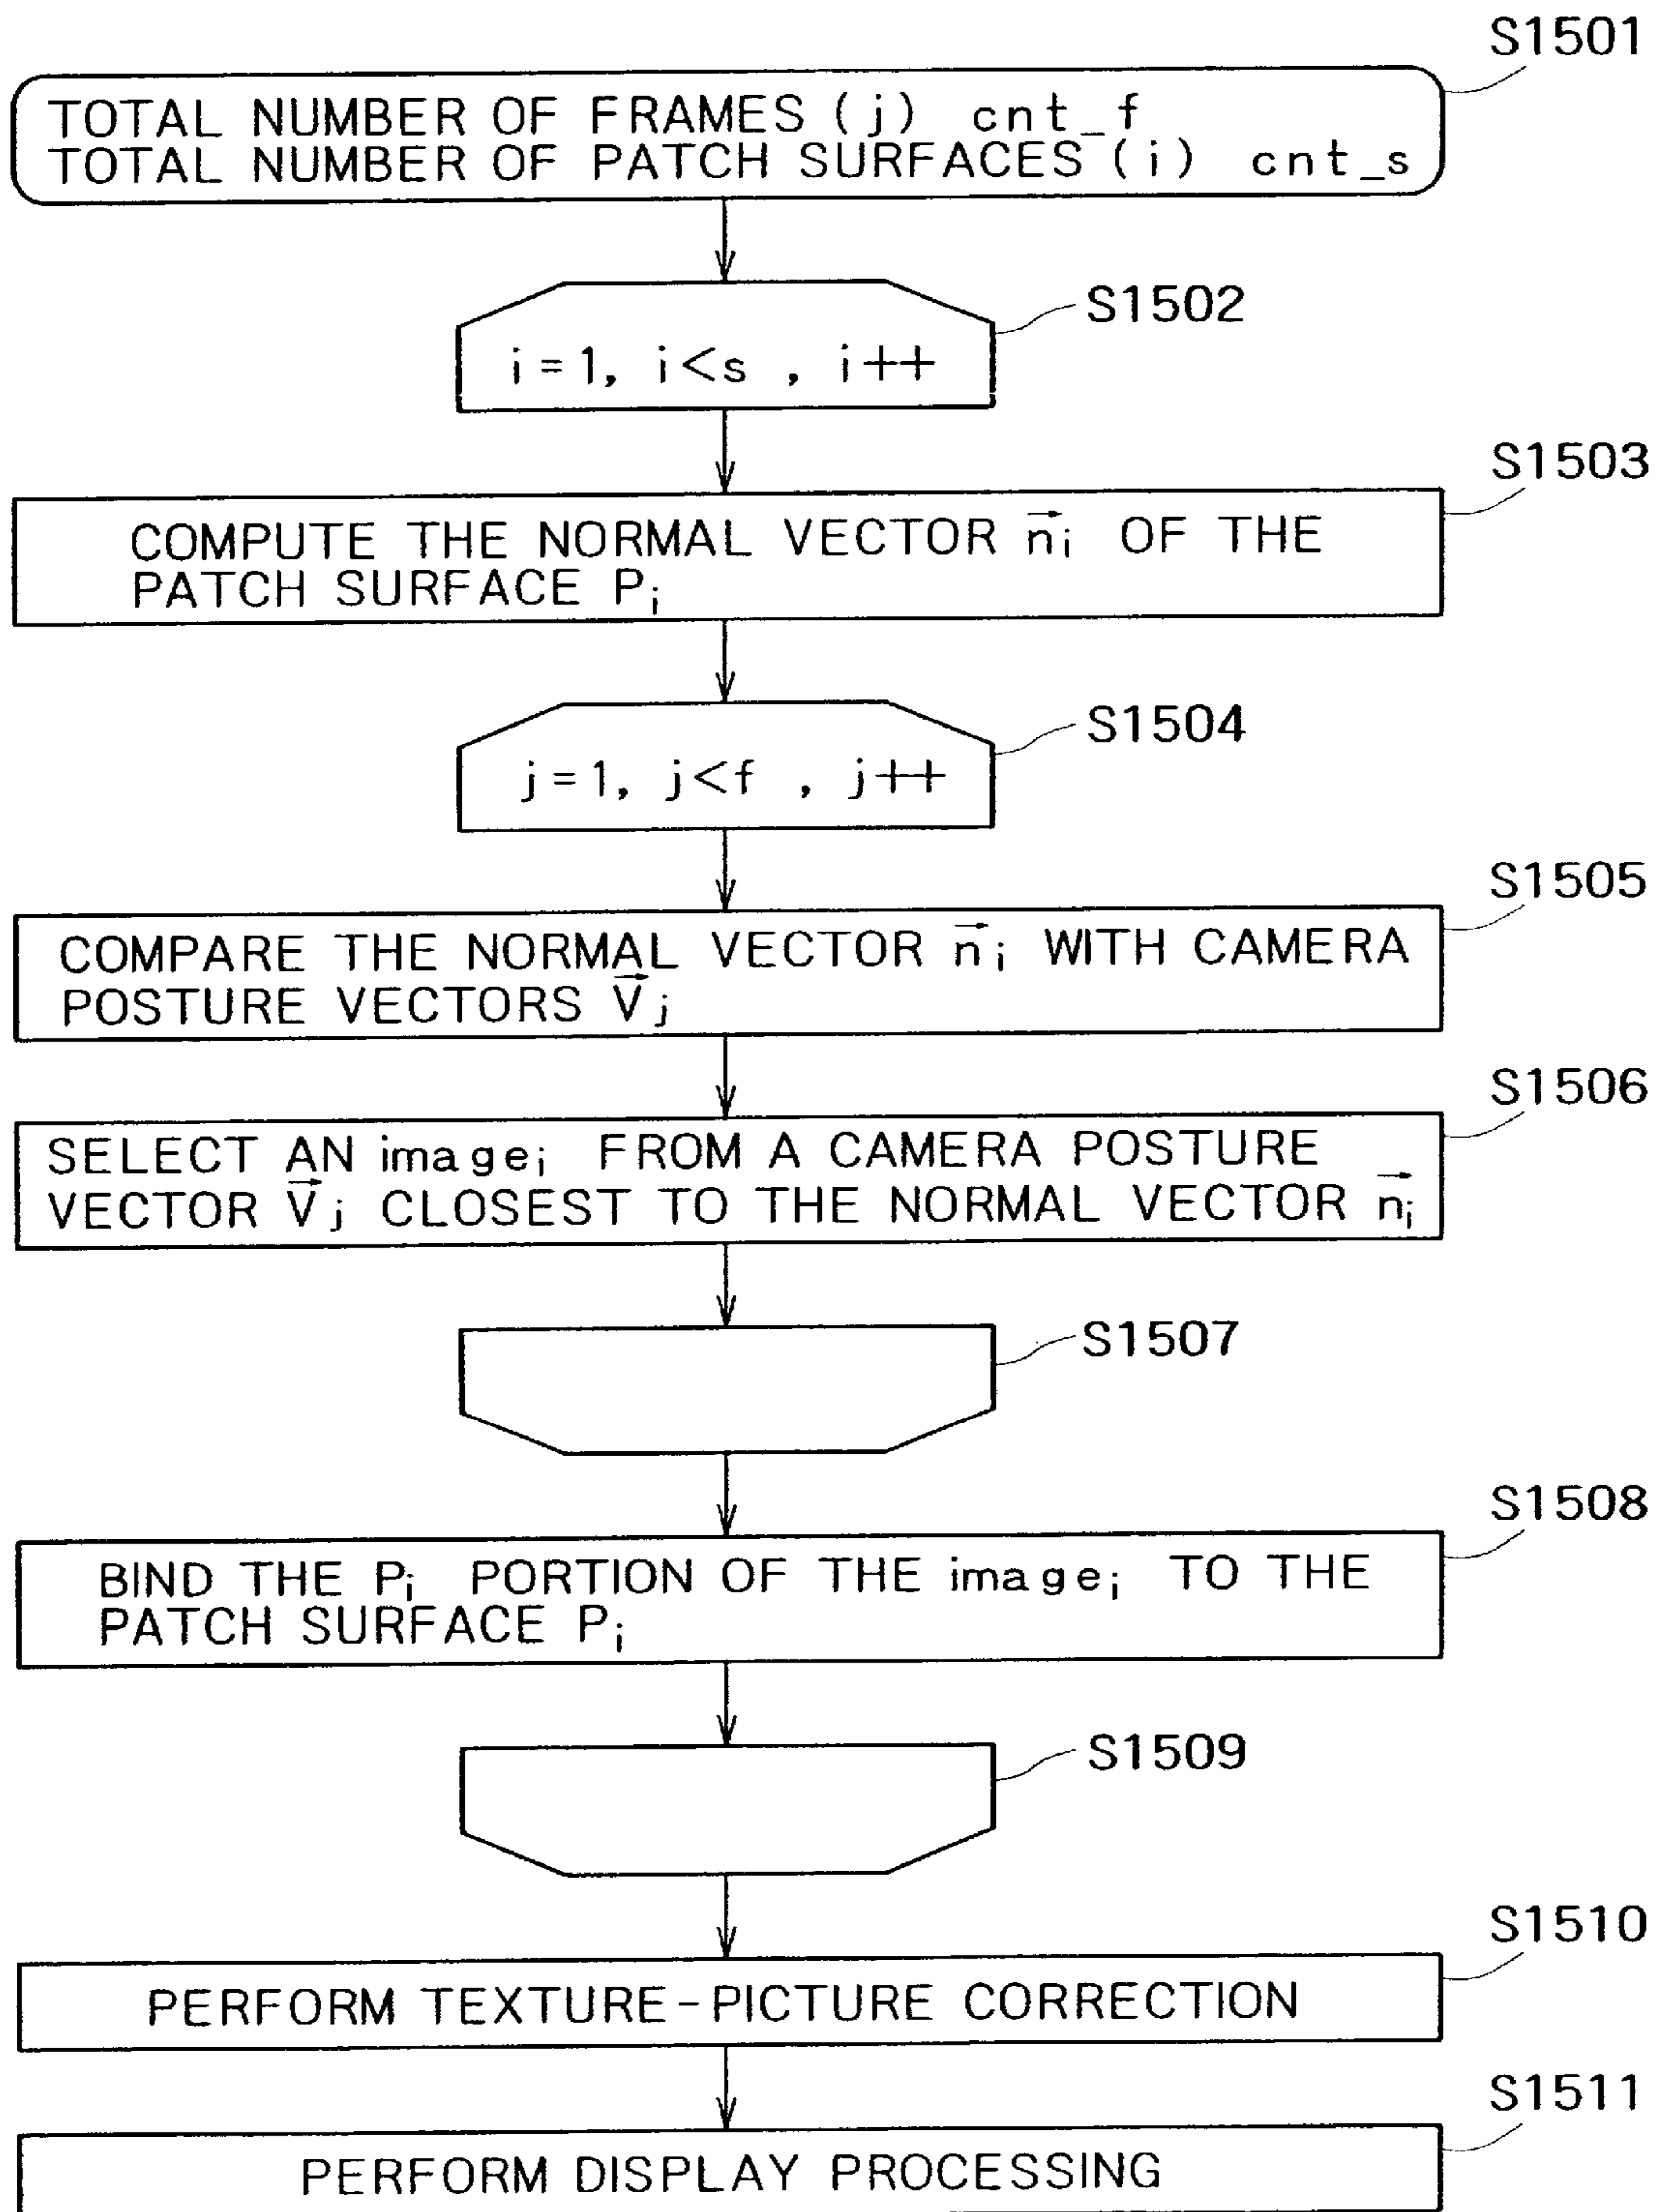 S1501
TOTAL NUMBER OF FRAMES (j) cnt_f
TOTAL NUMBER OF PATCH SURFACES (i) cnt_s
S1502
i = 1, i<s , i++
S1503
COMPUTE THE NORMAL VECTOR n⃗i OF THE
PATCH SURFACE Pi
S1504
j = 1, j<f , j++
S1505
COMPARE THE NORMAL VECTOR n⃗i WITH CAMERA
POSTURE VECTORS V⃗j
S1506
SELECT AN imagei FROM A CAMERA POSTURE
VECTOR V⃗j CLOSEST TO THE NORMAL VECTOR n⃗i
S1507
S1508
BIND THE Pi PORTION OF THE imagei TO THE
PATCH SURFACE Pi
S1509
S1510
PERFORM TEXTURE-PICTURE CORRECTION
S1511
PERFORM DISPLAY PROCESSING